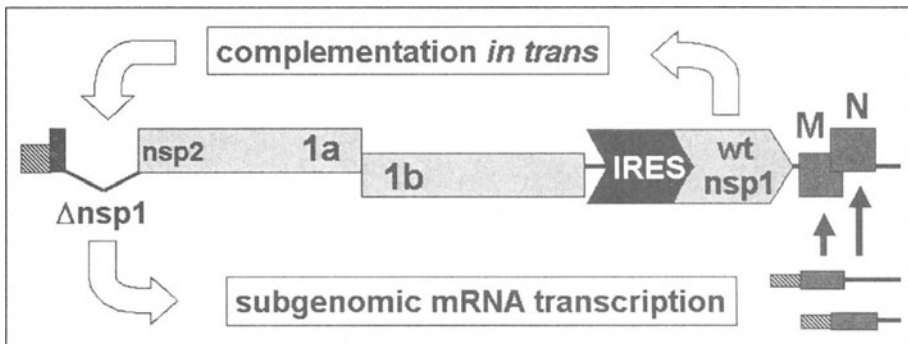 complementation in trans
M N
nsp2 1a
1b
IRES
wt
nsp1
Δnsp1
subgenomic mRNA transcription